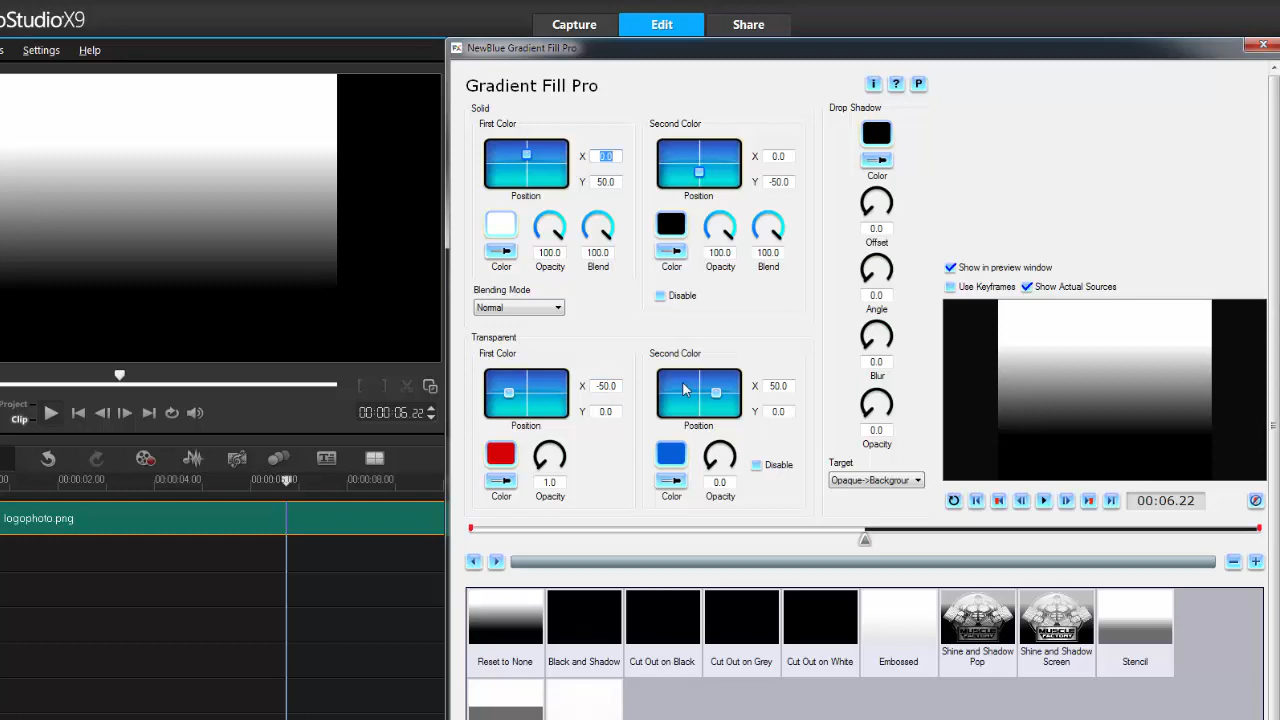 oStudioX9
Capture
Edit
Share
s
Settings
Help
NewBlue Gradient Fill Pro
Gradient Fill Pro
i
?
P
Solid
First Color
X 0.0
Y 50.0
Position
Color
100.0
Opacity
100.0
Blend
Blending Mode
Normal
Second Color
X 0.0
Y -50.0
Position
Color
100.0
Opacity
100.0
Blend
Disable
Transparent
First Color
X -50.0
Y 0.0
Position
Color
1.0
Opacity
Second Color
X 50.0
Y 0.0
Position
Color
0.0
Opacity
Disable
Drop Shadow
Color
0.0
Offset
0.0
Angle
0.0
Blur
0.0
Opacity
Target
Opaque->Backgrour
Show in preview window
Use Keyframes
Show Actual Sources
00:06.22
Project
Clip
00:00:06.22
00:00:02.00
00:00:04.00
00:00:08.00
logophoto.png
Reset to None
Black and Shadow
Cut Out on Black
Cut Out on Grey
Cut Out on White
Embossed
MUSCLE
FACTORY
Shine and Shadow
Pop
MUSCLE
FACTORY
Shine and Shadow
Screen
Stencil